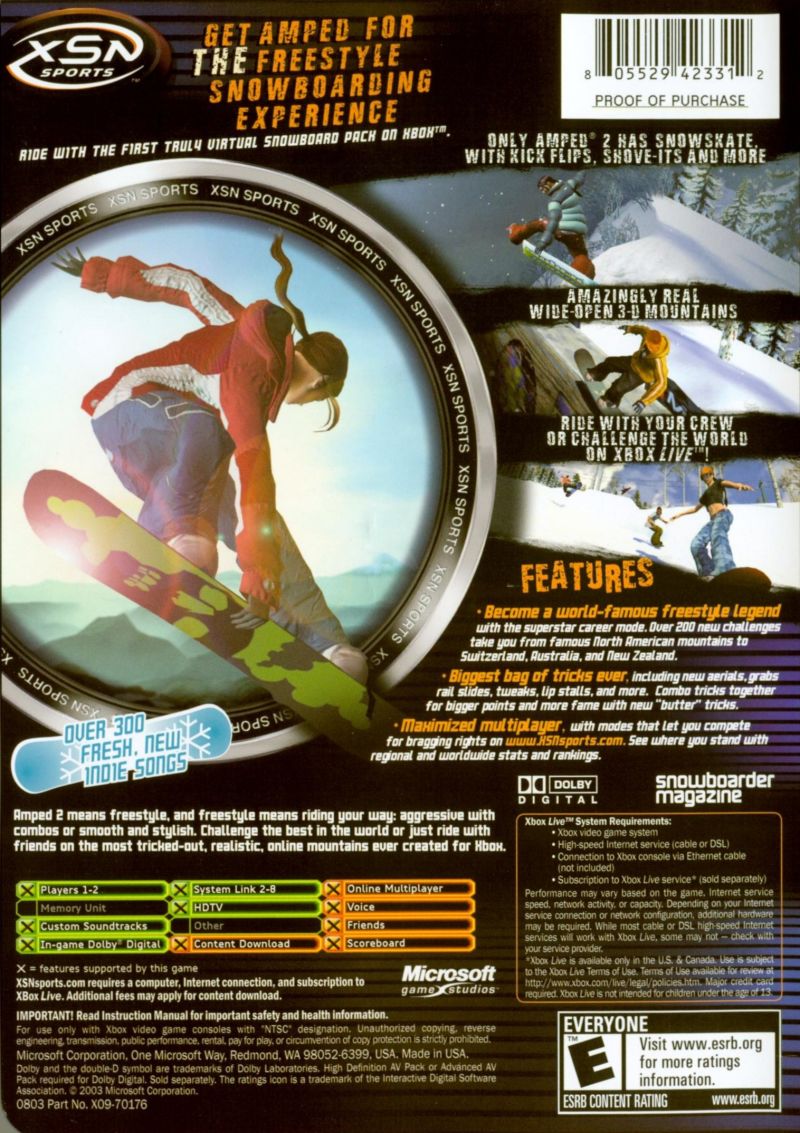 XSN
SPORTS™
GET AMPED FOR
THE FREESTYLE
SNOWBOARDING
EXPERIENCE
RIDE WITH THE FIRST TRULY VIRTUAL SNOWBOARD PACK ON XBOX™.
8 05529 42331 2
PROOF OF PURCHASE
ONLY AMPED® 2 HAS SNOWSKATE,
WITH KICK FLIPS, SHOVE-ITS AND MORE
XSN SPORTS XSN SPORTS XSN SPORTS XSN SPORTS XSN SPORTS XSN SPORTS XSN SPORTS XSN SPORTS XSN SPORTS
XSN SPORTS
AMAZINGLY REAL
WIDE-OPEN 3-D MOUNTAINS
RIDE WITH YOUR CREW
OR CHALLENGE THE WORLD
ON XBOX LIVE™!
FEATURES
• Become a world-famous freestyle legend
with the superstar career mode. Over 200 new challenges
take you from famous North American mountains to
Switzerland, Australia, and New Zealand.
• Biggest bag of tricks ever, including new aerials, grabs
rail slides, tweaks, lip stalls, and more. Combo tricks together
for bigger points and more fame with new "butter" tricks.
• Maximized multiplayer, with modes that let you compete
for bragging rights on www.XSNsports.com. See where you stand with
regional and worldwide stats and rankings.
OVER 300
FRESH, NEW
INDIE SONGS
DOLBY
DIGITAL
snowboarder
magazine
Amped 2 means freestyle, and freestyle means riding your way: aggressive with
combos or smooth and stylish. Challenge the best in the world or just ride with
friends on the most tricked-out, realistic, online mountains ever created for Xbox.
Xbox Live™ System Requirements:
• Xbox video game system
• High-speed Internet service (cable or DSL)
• Connection to Xbox console via Ethernet cable
(not included)
• Subscription to Xbox Live service* (sold separately)
Performance may vary based on the game, Internet service
speed, network activity, or capacity. Depending on your Internet
service connection or network configuration, additional hardware
may be required. While most cable or DSL high-speed Internet
services will work with Xbox Live, some may not — check with
your service provider.
*Xbox Live is available only in the U.S. & Canada. Use is subject
to the Xbox Live Terms of Use. Terms of Use available for review at
http://www.xbox.com/live/legal/policies.htm. Major credit card
required. Xbox Live is not intended for children under the age of 13.
X Players 1-2 X System Link 2-8 X Online Multiplayer
Memory Unit X HDTV X Voice
X Custom Soundtracks Other X Friends
X In-game Dolby® Digital X Content Download X Scoreboard
X = features supported by this game
XSNsports.com requires a computer, Internet connection, and subscription to
XBox Live. Additional fees may apply for content download.
Microsoft
game studios™
IMPORTANT! Read Instruction Manual for important safety and health information.
For use only with Xbox video game consoles with "NTSC" designation. Unauthorized copying, reverse
engineering, transmission, public performance, rental, pay for play, or circumvention of copy protection is strictly prohibited.
Microsoft Corporation, One Microsoft Way, Redmond, WA 98052-6399, USA. Made in USA.
Dolby and the double-D symbol are trademarks of Dolby Laboratories. High Definition AV Pack or Advanced AV
Pack required for Dolby Digital. Sold separately. The ratings icon is a trademark of the Interactive Digital Software
Association. © 2003 Microsoft Corporation.
0803 Part No. X09-70176
EVERYONE
E
Visit www.esrb.org
for more ratings
information.
ESRB CONTENT RATING www.esrb.org